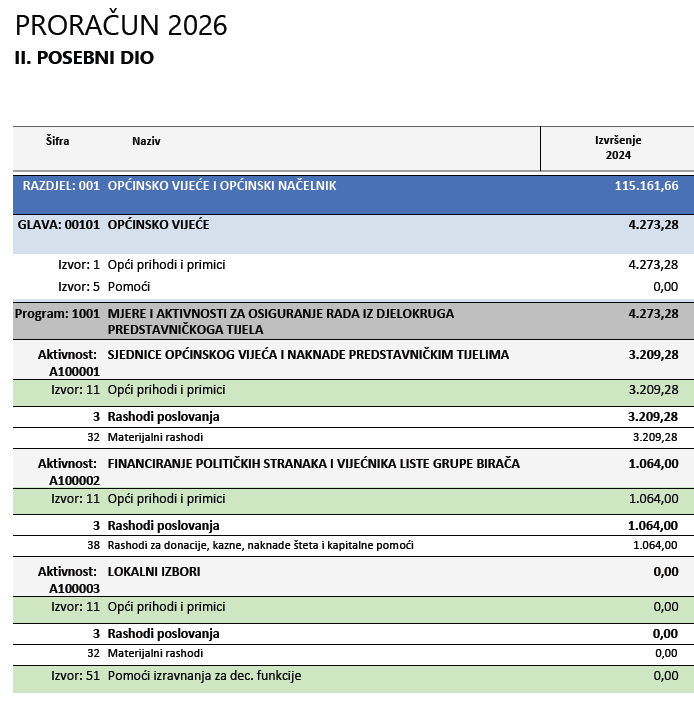 PRORAČUN 2026
II. POSEBNI DIO
Šifra Naziv Izvršenje
2024
RAZDJEL: 001 OPĆINSKO VIJEĆE I OPĆINSKI NAČELNIK 115.161,66
GLAVA: 00101 OPĆINSKO VIJEĆE 4.273,28
Izvor: 1 Opći prihodi i primici 4.273,28
Izvor: 5 Pomoći 0,00
Program: 1001 MJERE I AKTIVNOSTI ZA OSIGURANJE RADA IZ DJELOKRUGA 4.273,28
PREDSTAVNIČKOGA TIJELA
Aktivnost: SJEDNICE OPĆINSKOG VIJEĆA I NAKNADE PREDSTAVNIČKIM TIJELIMA 3.209,28
A100001
Izvor: 11 Opći prihodi i primici 3.209,28
3 Rashodi poslovanja 3.209,28
32 Materijalni rashodi 3.209,28
Aktivnost: FINANCIRANJE POLITIČKIH STRANAKA I VIJEĆNIKA LISTE GRUPE BIRAČA 1.064,00
A100002
Izvor: 11 Opći prihodi i primici 1.064,00
3 Rashodi poslovanja 1.064,00
38 Rashodi za donacije, kazne, naknade šteta i kapitalne pomoći 1.064,00
Aktivnost: LOKALNI IZBORI 0,00
A100003
Izvor: 11 Opći prihodi i primici 0,00
3 Rashodi poslovanja 0,00
32 Materijalni rashodi 0,00
Izvor: 51 Pomoći izravnanja za dec. funkcije 0,00